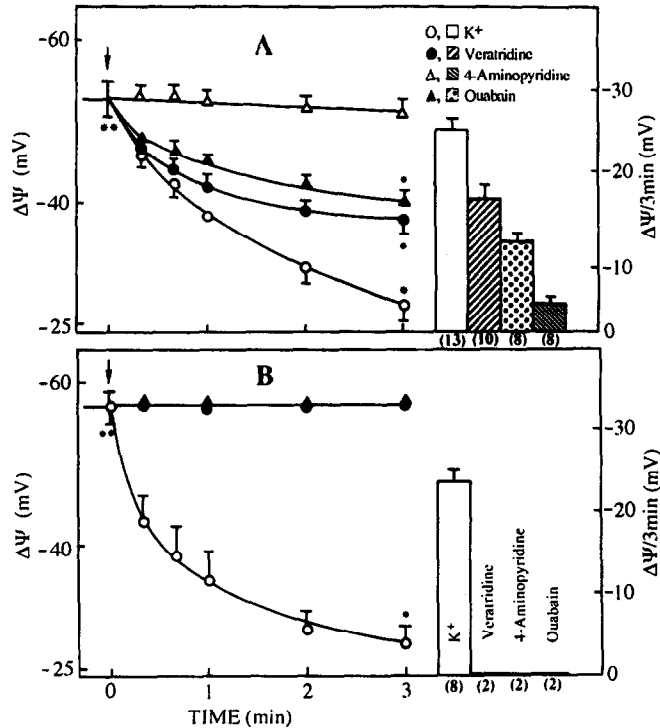 A
K+
Veratridine
4-Aminopyridine
Ouabain
-60
-40
-25
ΔΨ (mV)
-30
-20
-10
0
ΔΨ/3min (mV)
(13) (10) (8) (8)
B
-60
-40
-25
ΔΨ (mV)
0 1 2 3
TIME (min)
K+
Veratridine
4-Aminopyridine
Ouabain
(8) (2) (2) (2)
-30
-20
-10
0
ΔΨ/3min (mV)